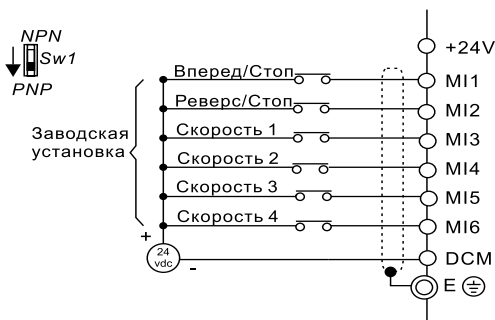 NPN
Sw1
PNP
+24V
Вперед/Стоп
MI1
Реверс/Стоп
MI2
Скорость 1
MI3
Заводская
установка
Скорость 2
MI4
Скорость 3
MI5
Скорость 4
MI6
+
24
vdc
-
DCM
E